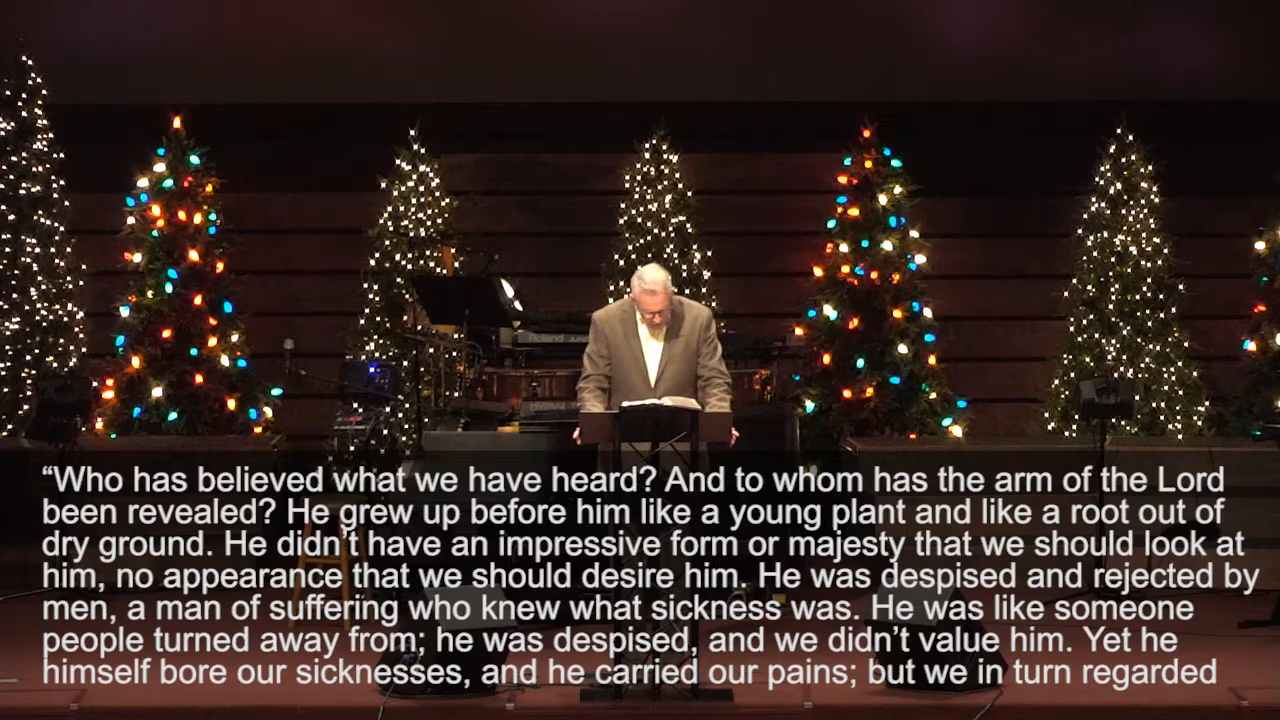 Roland
“Who has believed what we have heard? And to whom has the arm of the Lord
been revealed? He grew up before him like a young plant and like a root out of
dry ground. He didn’t have an impressive form or majesty that we should look at
him, no appearance that we should desire him. He was despised and rejected by
men, a man of suffering who knew what sickness was. He was like someone
people turned away from; he was despised, and we didn’t value him. Yet he
himself bore our sicknesses, and he carried our pains; but we in turn regarded